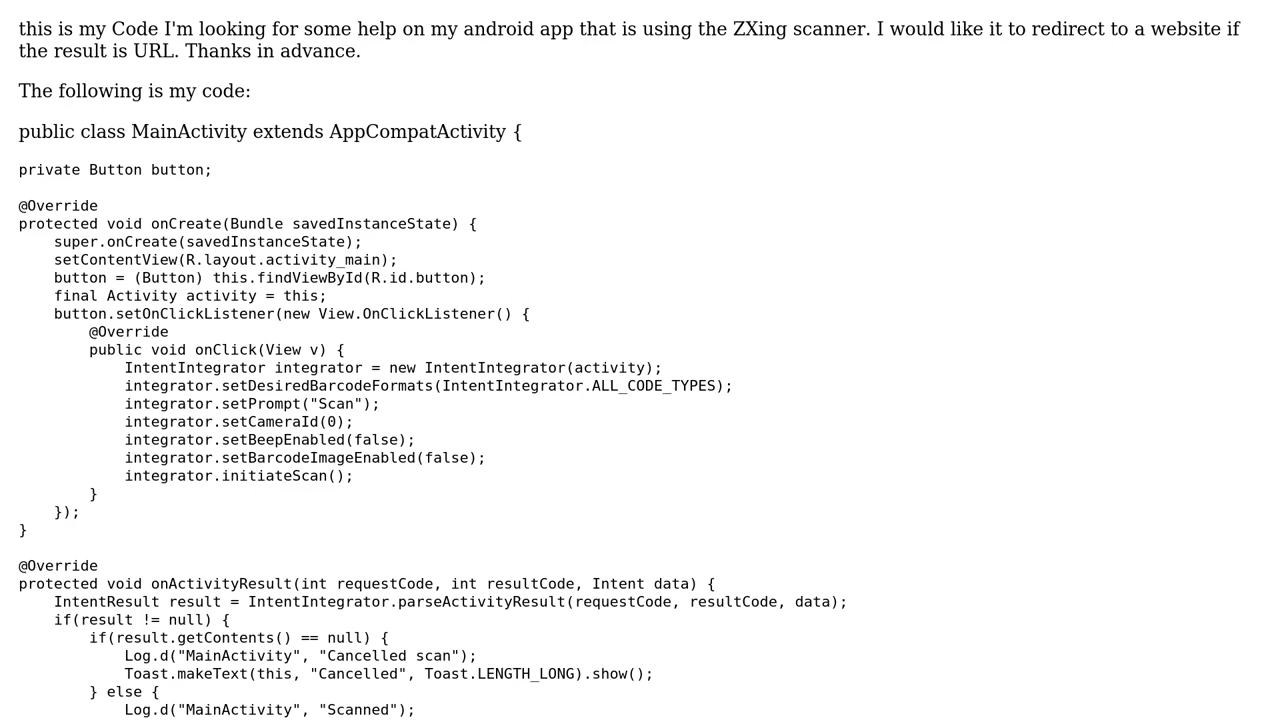 this is my Code I'm looking for some help on my android app that is using the ZXing scanner. I would like it to redirect to a website if
the result is URL. Thanks in advance.
The following is my code:
public class MainActivity extends AppCompatActivity {
private Button button;
@Override
protected void onCreate(Bundle savedInstanceState) {
    super.onCreate(savedInstanceState);
    setContentView(R.layout.activity_main);
    button = (Button) this.findViewById(R.id.button);
    final Activity activity = this;
    button.setOnClickListener(new View.OnClickListener() {
        @Override
        public void onClick(View v) {
            IntentIntegrator integrator = new IntentIntegrator(activity);
            integrator.setDesiredBarcodeFormats(IntentIntegrator.ALL_CODE_TYPES);
            integrator.setPrompt("Scan");
            integrator.setCameraId(0);
            integrator.setBeepEnabled(false);
            integrator.setBarcodeImageEnabled(false);
            integrator.initiateScan();
        }
    });
}
@Override
protected void onActivityResult(int requestCode, int resultCode, Intent data) {
    IntentResult result = IntentIntegrator.parseActivityResult(requestCode, resultCode, data);
    if(result != null) {
        if(result.getContents() == null) {
            Log.d("MainActivity", "Cancelled scan");
            Toast.makeText(this, "Cancelled", Toast.LENGTH_LONG).show();
        } else {
            Log.d("MainActivity", "Scanned");